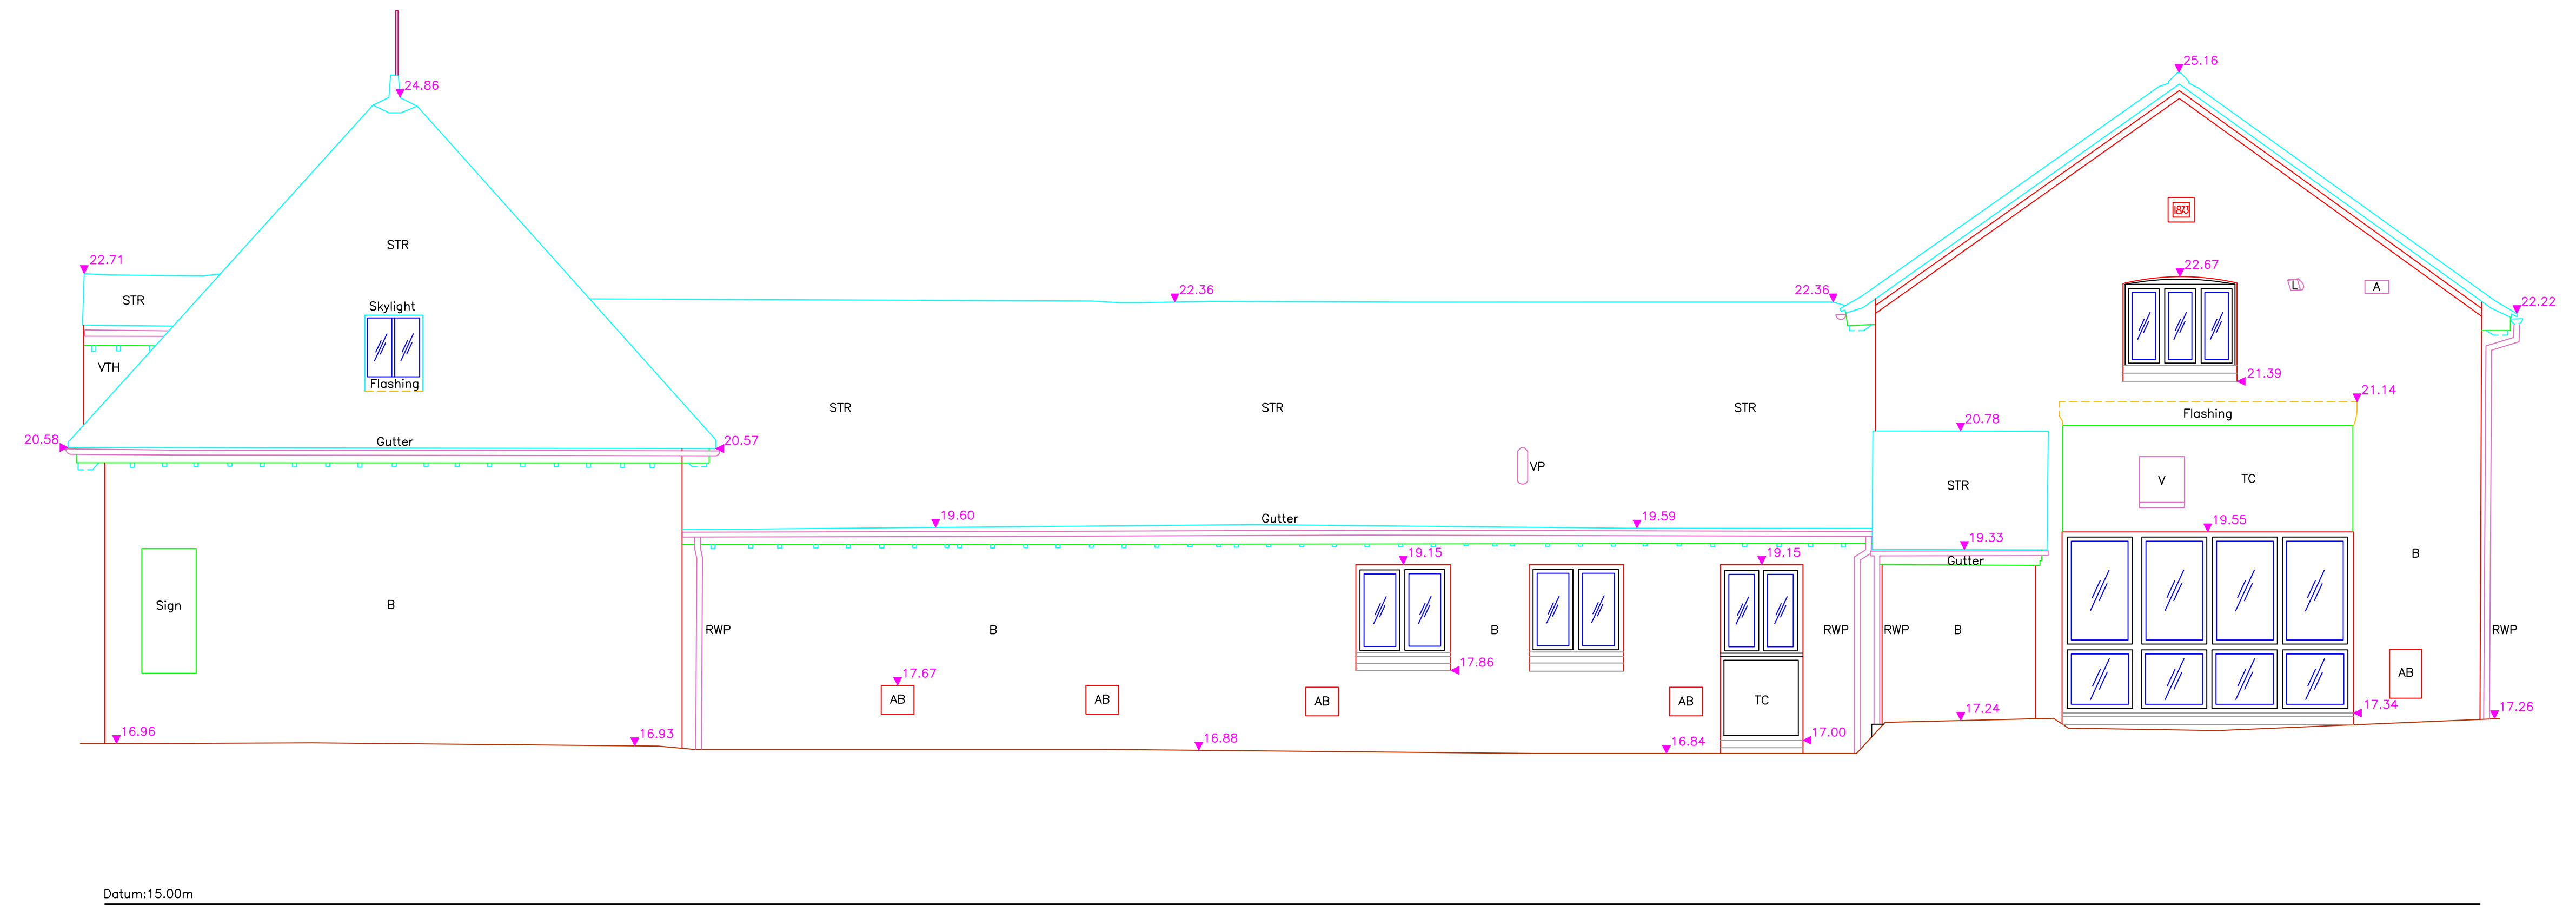 25.16
24.86
1873
STR
22.71
22.67
L
A
STR
22.36
22.36
22.22
Skylight
VTH
Flashing
21.39
21.14
STR
STR
STR
Flashing
20.78
20.58
Gutter
20.57
VP
V
TC
STR
19.60
Gutter
19.59
19.55
19.33
19.15
19.15
Gutter
B
Sign
B
RWP
B
B
RWP
RWP
B
RWP
17.86
17.67
AB
AB
AB
AB
TC
AB
17.34
17.26
17.24
16.96
16.93
16.88
16.84
17.00
Datum:15.00m